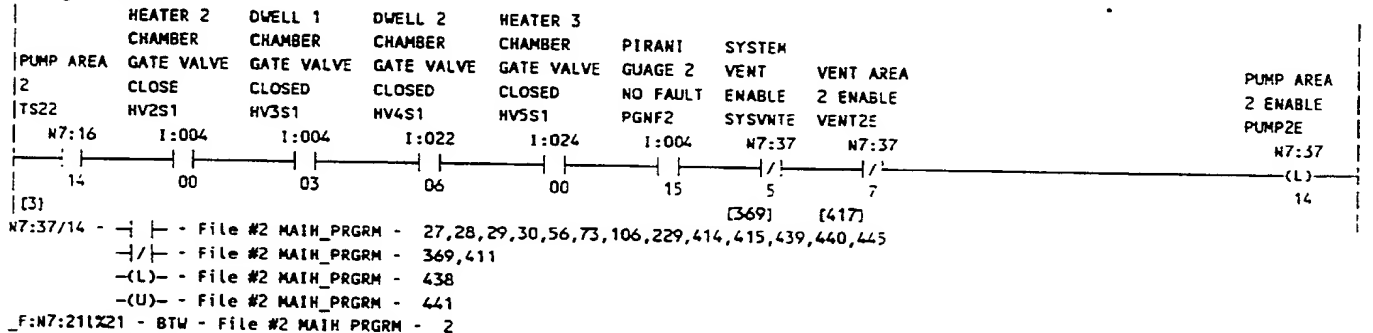 HEATER 2 DWELL 1 DWELL 2 HEATER 3
CHAMBER CHAMBER CHAMBER CHAMBER PIRANI SYSTEM
PUMP AREA GATE VALVE GATE VALVE GATE VALVE GATE VALVE GUAGE 2 VENT VENT AREA PUMP AREA
2 CLOSE CLOSED CLOSED CLOSED NO FAULT ENABLE 2 ENABLE 2 ENABLE
TS22 HV2S1 HV3S1 HV4S1 HV5S1 PGNF2 SYSVNTE VENT2E PUMP2E
N7:16 I:004 I:004 I:022 I:024 I:004 N7:37 N7:37 N7:37
(L)
14 00 03 06 00 15 5 7 14
[3] [369] [417]
N7:37/14 - -| |- - File #2 MAIN_PRGRM - 27,28,29,30,56,73,106,229,414,415,439,440,445
-|/|- - File #2 MAIN_PRGRM - 369,411
-(L)- - File #2 MAIN_PRGRM - 438
-(U)- - File #2 MAIN_PRGRM - 441
_F:N7:211%21 - BTW - File #2 MAIN PRGRM - 2